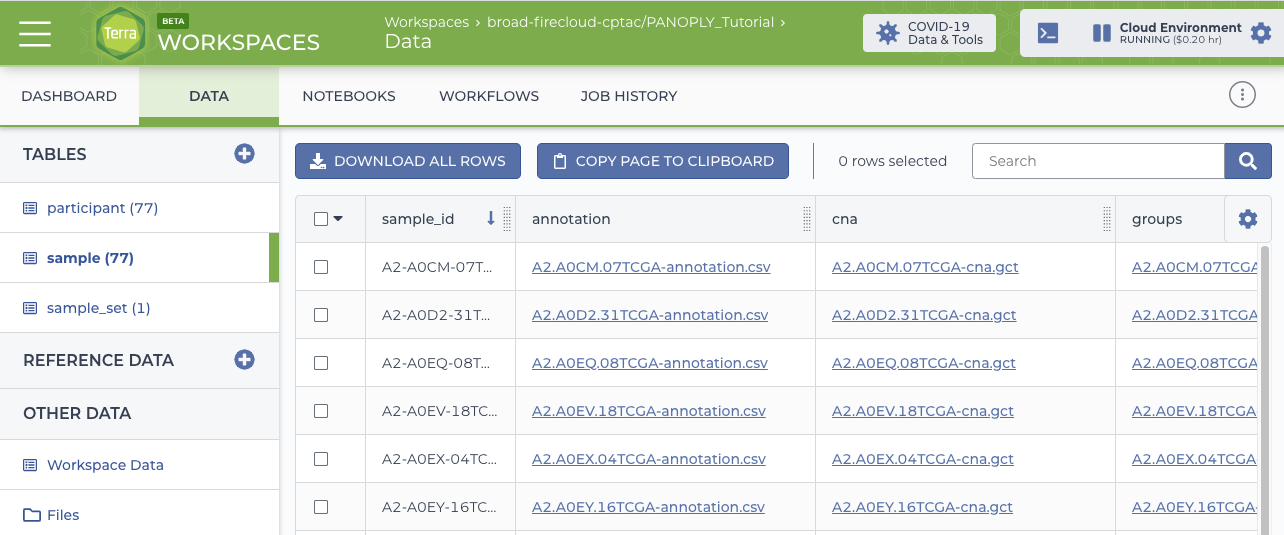 Terra
BETA
WORKSPACES
Workspaces › broad-firecloud-cptac/PANOPLY_Tutorial ›
Data
COVID-19
Data & Tools
Cloud Environment
RUNNING ($0.20 hr)
DASHBOARD
DATA
NOTEBOOKS
WORKFLOWS
JOB HISTORY
TABLES
participant (77)
sample (77)
sample_set (1)
REFERENCE DATA
OTHER DATA
Workspace Data
Files
DOWNLOAD ALL ROWS
COPY PAGE TO CLIPBOARD
0 rows selected
Search
sample_id annotation cna groups
A2-A0CM-07T... A2.A0CM.07TCGA-annotation.csv A2.A0CM.07TCGA-cna.gct A2.A0CM.07TCGA
A2-A0D2-31T... A2.A0D2.31TCGA-annotation.csv A2.A0D2.31TCGA-cna.gct A2.A0D2.31TCGA
A2-A0EQ-08T... A2.A0EQ.08TCGA-annotation.csv A2.A0EQ.08TCGA-cna.gct A2.A0EQ.08TCGA
A2-A0EV-18TC... A2.A0EV.18TCGA-annotation.csv A2.A0EV.18TCGA-cna.gct A2.A0EV.18TCGA
A2-A0EX-04TC... A2.A0EX.04TCGA-annotation.csv A2.A0EX.04TCGA-cna.gct A2.A0EX.04TCGA
A2-A0EY-16TC... A2.A0EY.16TCGA-annotation.csv A2.A0EY.16TCGA-cna.gct A2.A0EY.16TCGA